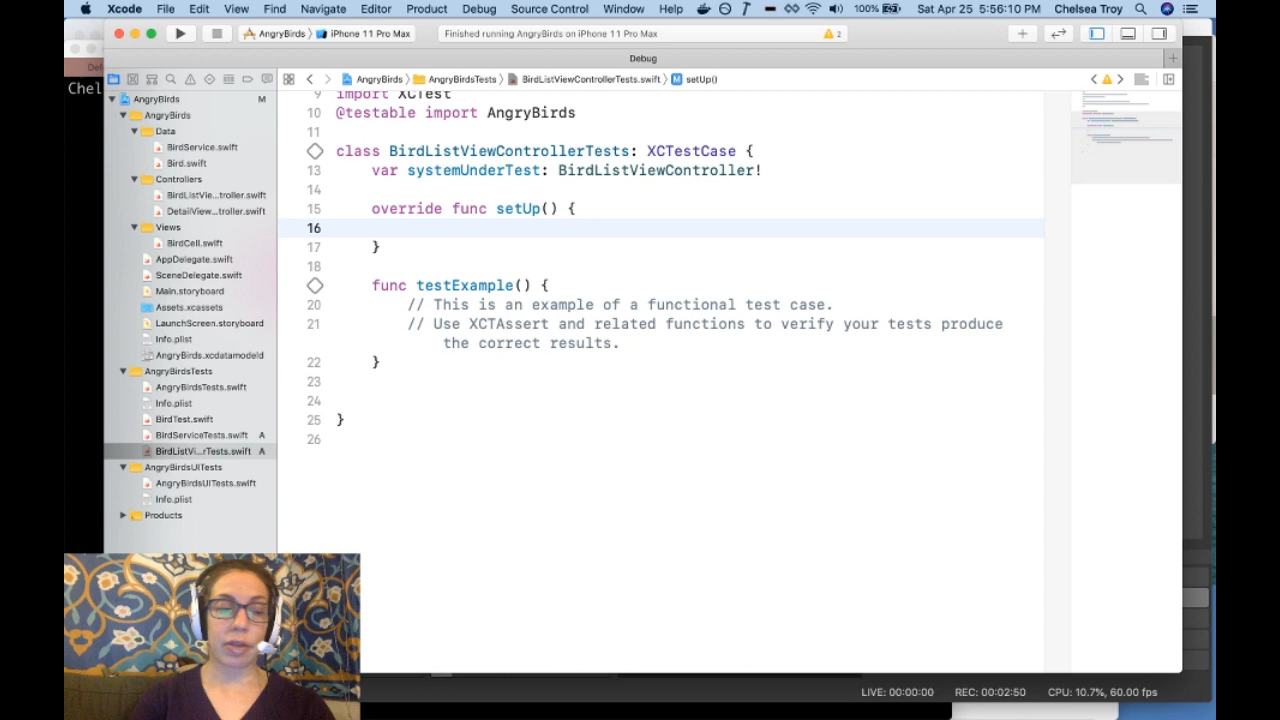 Xcode File Edit View Find Navigate Editor Product Debug Source Control Window Help 100% Sat Apr 25 5:56:10 PM Chelsea Troy
AngryBirds iPhone 11 Pro Max Finished running AngryBirds on iPhone 11 Pro Max 2
Debug
AngryBirds AngryBirdsTests BirdListViewControllerTests.swift M setUp()
Chel
AngryBirds M
AngryBirds
Data
BirdService.swift
Bird.swift
Controllers
BirdListVie...troller.swift
DetailView...troller.swift
Views
BirdCell.swift
AppDelegate.swift
SceneDelegate.swift
Main.storyboard
Assets.xcassets
LaunchScreen.storyboard
Info.plist
AngryBirds.xcdatamodeld
AngryBirdsTests
AngryBirdsTests.swift
Info.plist
BirdTest.swift
BirdServiceTests.swift A
BirdListVi...rTests.swift A
AngryBirdsUITests
AngryBirdsUITests.swift
Info.plist
Products
9 import XCTest
10 @testable import AngryBirds
11
class BirdListViewControllerTests: XCTestCase {
13 var systemUnderTest: BirdListViewController!
14
15 override func setUp() {
16
17 }
18
func testExample() {
20 // This is an example of a functional test case.
21 // Use XCTAssert and related functions to verify your tests produce
the correct results.
22 }
23
24
25 }
26
LIVE: 00:00:00 REC: 00:02:50 CPU: 10.7%, 60.00 fps